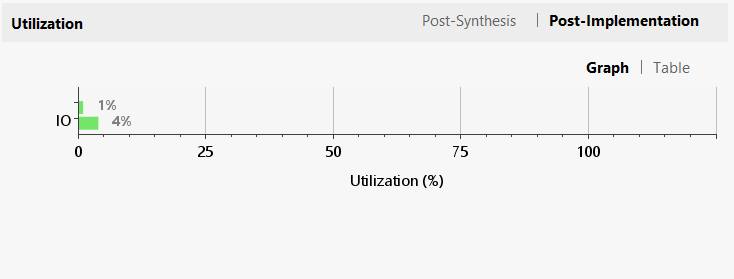 Utilization
Post-Synthesis | Post-Implementation
Graph | Table
1%
IO 4%
0 25 50 75 100
Utilization (%)